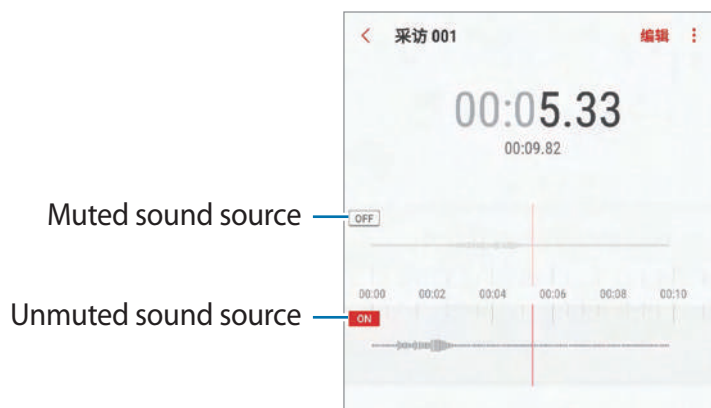 采访 001 编辑
00:05.33
00:09.82
Muted sound source
OFF
00:00 00:02 00:04 00:06 00:08 00:10
Unmuted sound source
ON